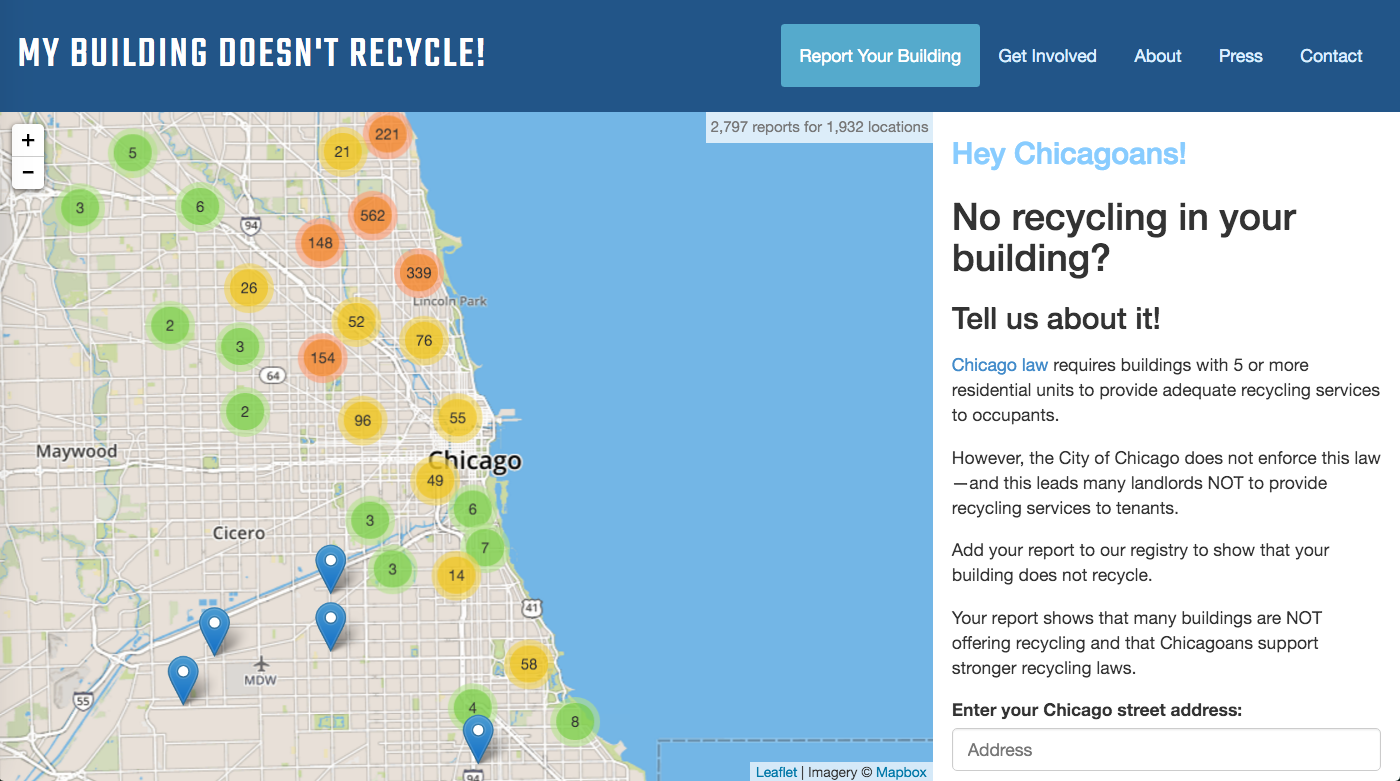 MY BUILDING DOESN'T RECYCLE!
Report Your Building
Get Involved
About
Press
Contact
+
−
2,797 reports for 1,932 locations
221
21
5
6
3
562
94
148
339
26
Lincoln Park
52
2
76
3
154
64
2
96
55
Maywood
Chicago
49
6
3
Cicero
7
3
14
41
58
MDW
55
4
8
94
Leaflet | Imagery © Mapbox
Hey Chicagoans!
No recycling in your
building?
Tell us about it!
Chicago law requires buildings with 5 or more
residential units to provide adequate recycling services
to occupants.
However, the City of Chicago does not enforce this law
—and this leads many landlords NOT to provide
recycling services to tenants.
Add your report to our registry to show that your
building does not recycle.
Your report shows that many buildings are NOT
offering recycling and that Chicagoans support
stronger recycling laws.
Enter your Chicago street address:
Address